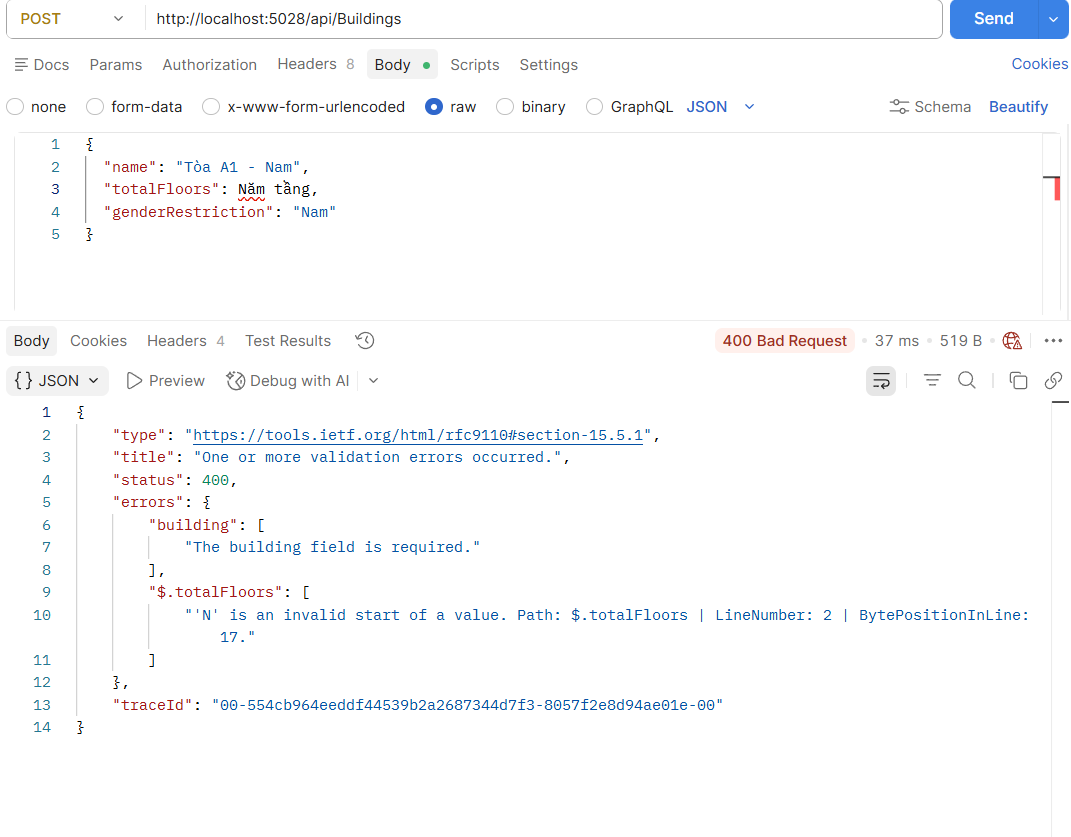 POST http://localhost:5028/api/Buildings Send
Docs Params Authorization Headers 8 Body Scripts Settings Cookies
none form-data x-www-form-urlencoded raw binary GraphQL JSON Schema Beautify
1 {
2 "name": "Tòa A1 - Nam",
3 "totalFloors": Năm tầng,
4 "genderRestriction": "Nam"
5 }
Body Cookies Headers 4 Test Results 400 Bad Request • 37 ms • 519 B
{} JSON Preview Debug with AI
1 {
2 "type": "https://tools.ietf.org/html/rfc9110#section-15.5.1",
3 "title": "One or more validation errors occurred.",
4 "status": 400,
5 "errors": {
6 "building": [
7 "The building field is required."
8 ],
9 "$.totalFloors": [
10 "'N' is an invalid start of a value. Path: $.totalFloors | LineNumber: 2 | BytePositionInLine:
17."
11 ]
12 },
13 "traceId": "00-554cb964eeddf44539b2a2687344d7f3-8057f2e8d94ae01e-00"
14 }